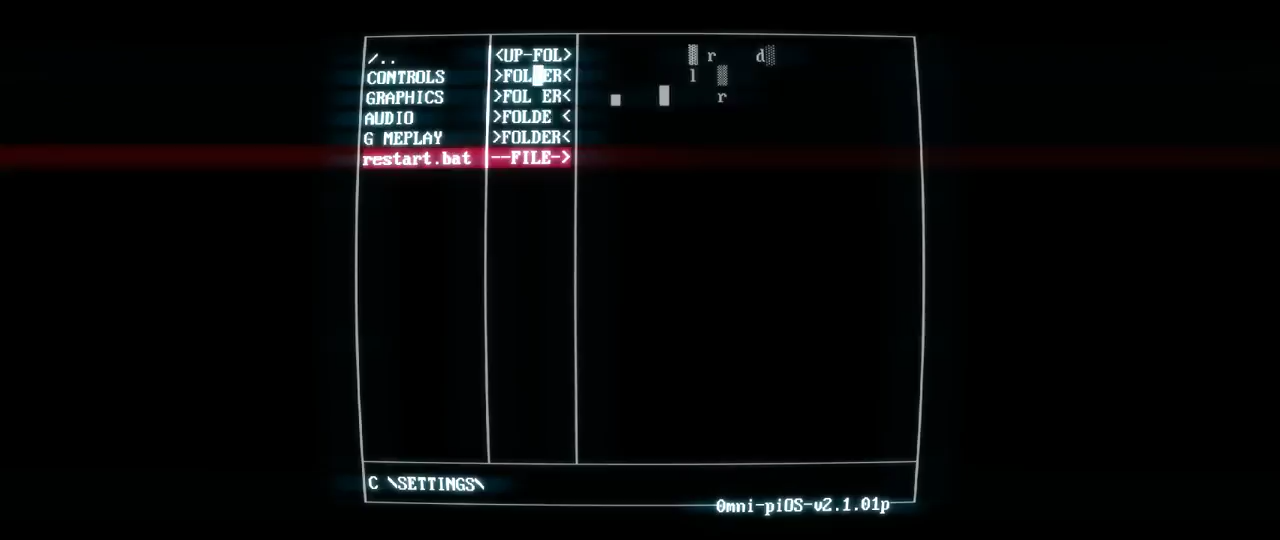 /.. <UP-FOL>
CONTROLS >FOL ER<
GRAPHICS >FOL ER<
AUDIO >FOLDE <
G MEPLAY >FOLDER<
restart.bat --FILE->
r d
l
r
C \SETTINGS\
Omni-piOS-v2.1.01p